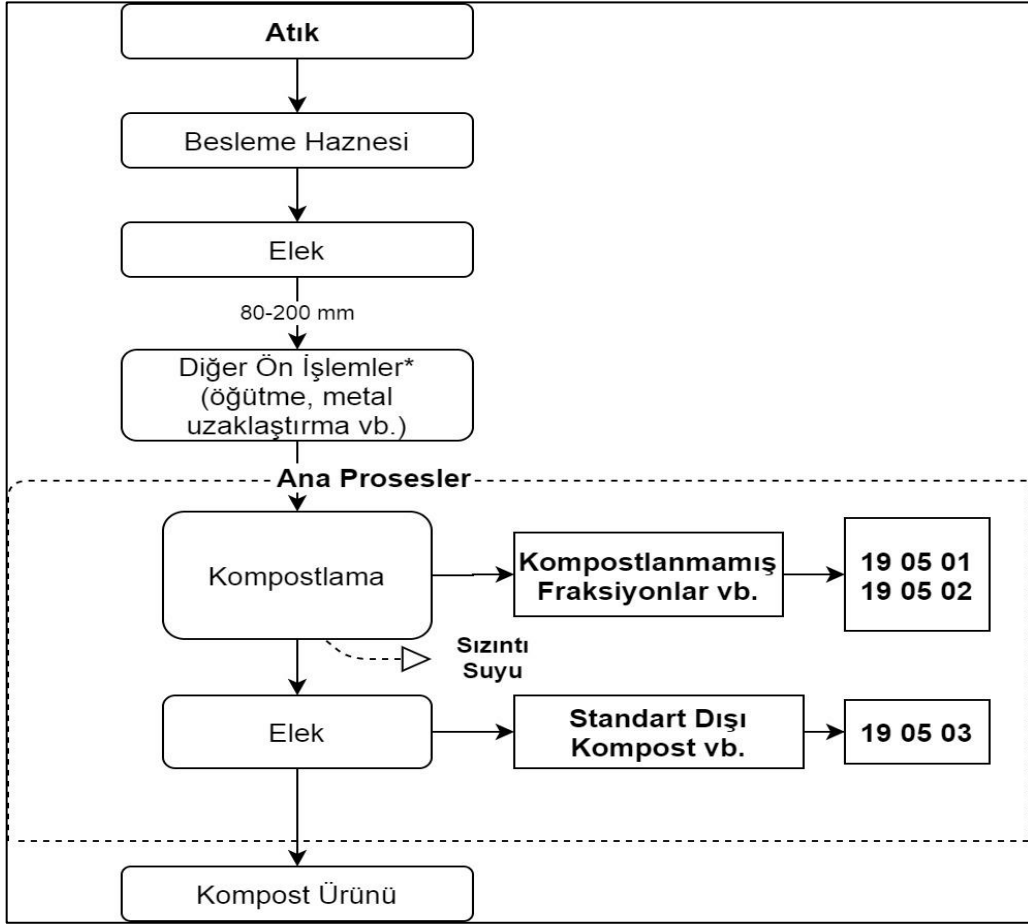 Atık
Besleme Haznesi
Elek
80-200 mm
Diğer Ön İşlemler*
(öğütme, metal
uzaklaştırma vb.)
Ana Prosesler
Kompostlama
Kompostlanmamış
Fraksiyonlar vb.
19 05 01
19 05 02
Sızıntı
Suyu
Elek
Standart Dışı
Kompost vb.
19 05 03
Kompost Ürünü